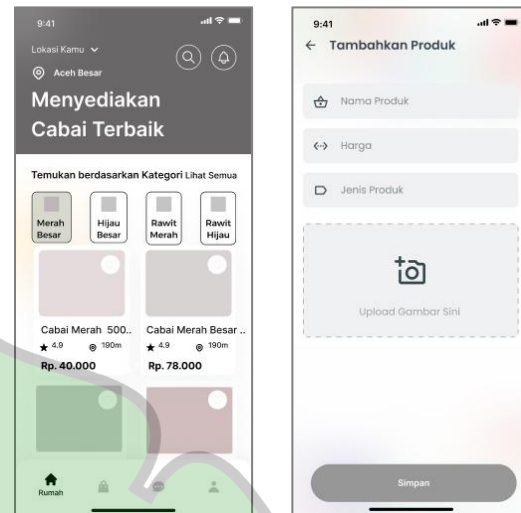 9:41
Lokasi Kamu
Aceh Besar
Menyediakan
Cabai Terbaik
Temukan berdasarkan Kategori Lihat Semua
Merah
Besar
Hijau
Besar
Rawit
Merah
Rawit
Hijau
Cabai Merah 500..
4.9 190m
Rp. 40.000
Cabai Merah Besar ..
4.9 190m
Rp. 78.000
Rumah
9:41
Tambahkan Produk
Nama Produk
Harga
Jenis Produk
Upload Gambar Sini
Simpan